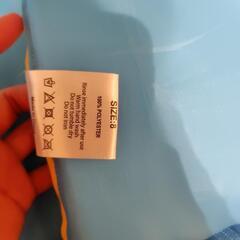 SIZE:8
100% POLYESTER
Rinse immediately after use
Warm hand wash
Do not tumble dry
Do not iron